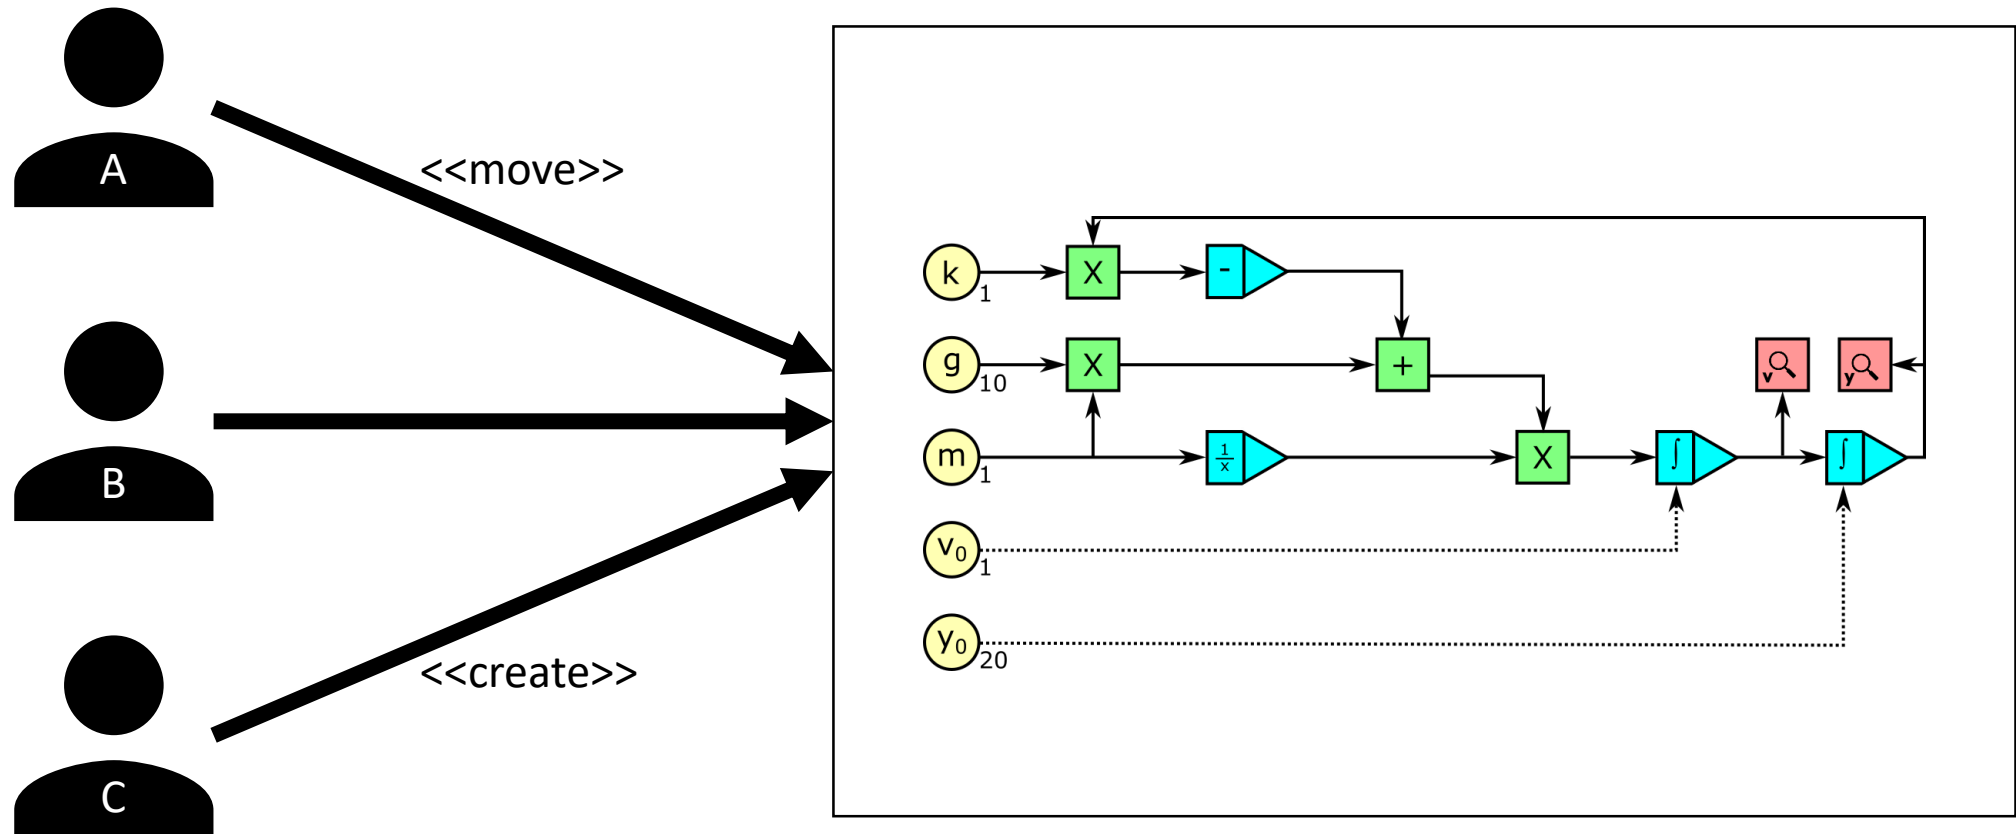 A
<<move>>
B
<<create>>
C
k
1
X
-
g
10
X
+
v
y
m
1
1/x
X
∫
∫
v₀
1
y₀
20